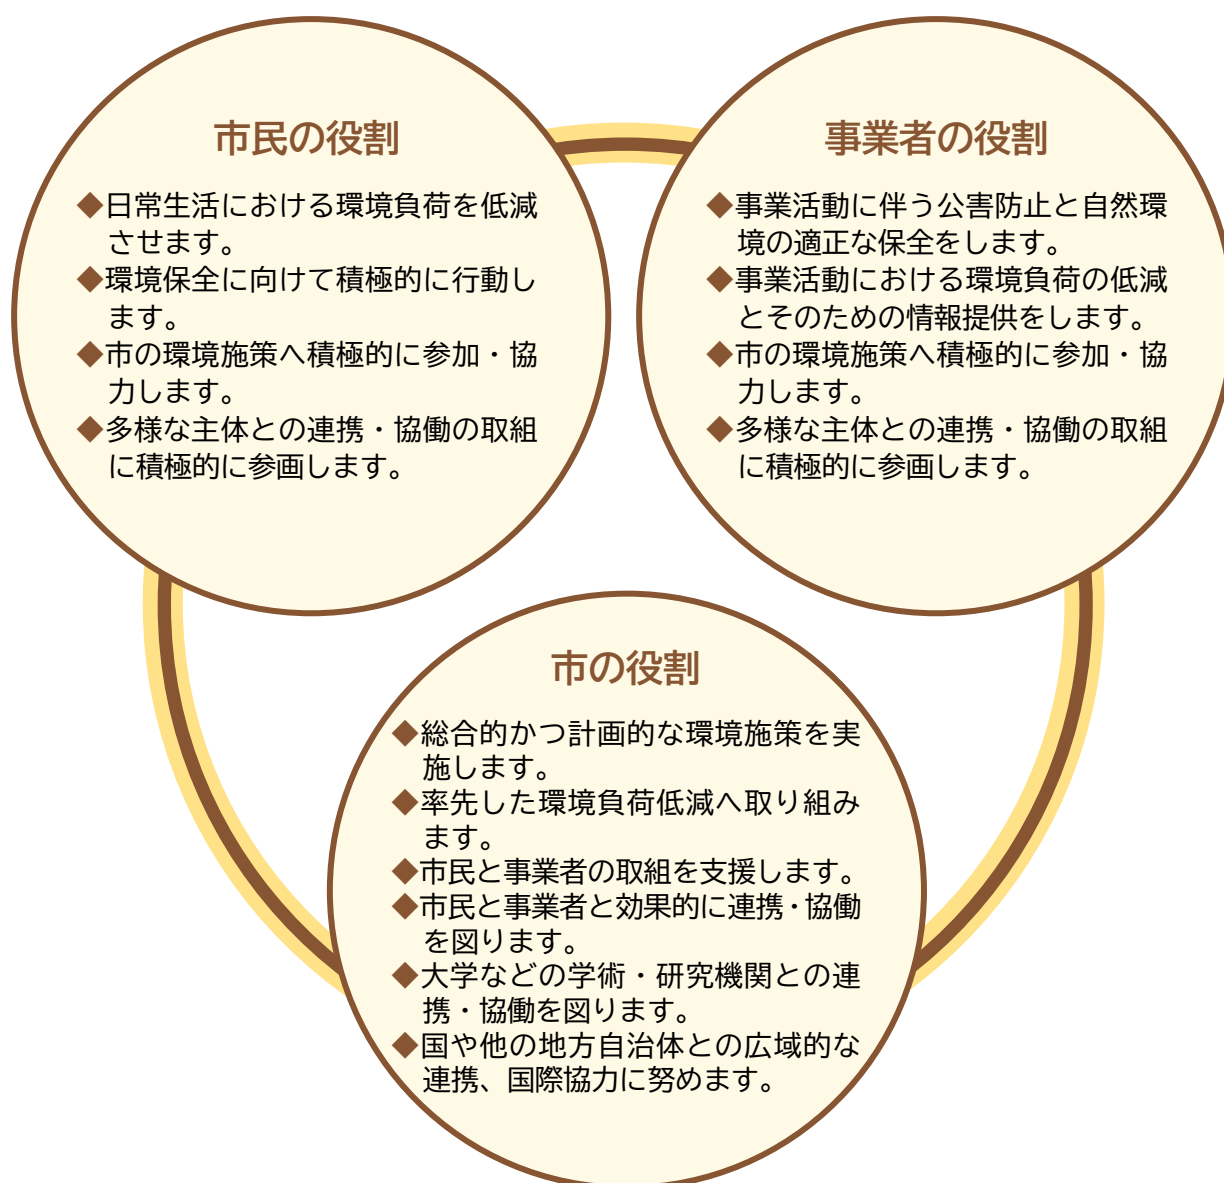 市民の役割
◆日常生活における環境負荷を低減
させます。
◆環境保全に向けて積極的に行動し
ます。
◆市の環境施策へ積極的に参加・協
力します。
◆多様な主体との連携・協働の取組
に積極的に参画します。
事業者の役割
◆事業活動に伴う公害防止と自然環
境の適正な保全をします。
◆事業活動における環境負荷の低減
とそのための情報提供をします。
◆市の環境施策へ積極的に参加・協
力します。
◆多様な主体との連携・協働の取組
に積極的に参画します。
市の役割
◆総合的かつ計画的な環境施策を実
施します。
◆率先した環境負荷低減へ取り組み
ます。
◆市民と事業者の取組を支援します。
◆市民と事業者と効果的に連携・協働
を図ります。
◆大学などの学術・研究機関との連
携・協働を図ります。
◆国や他の地方自治体との広域的な
連携、国際協力に努めます。